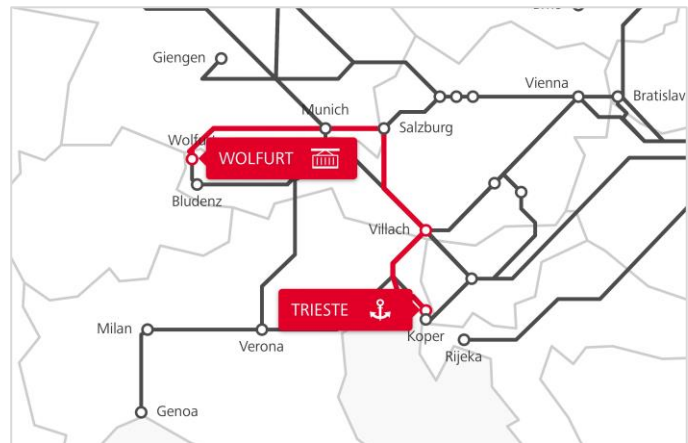 Giengen
Vienna
Bratislav
Munich
Salzburg
WOLFURT
Bludenz
Villach
TRIESTE
Milan
Verona
Koper
Rijeka
Genoa